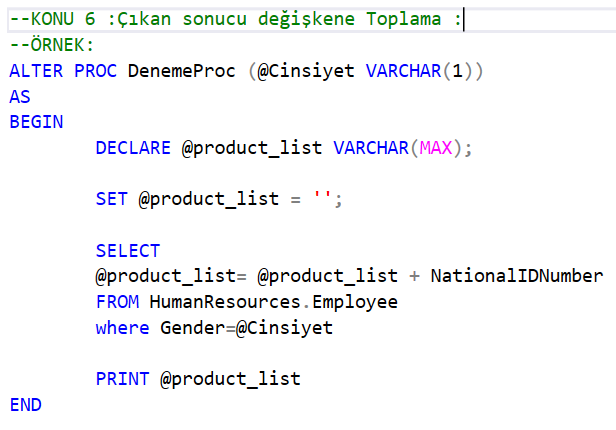 --KONU 6 :Çıkan sonucu değişkene Toplama :
--ÖRNEK:
ALTER PROC DenemeProc (@Cinsiyet VARCHAR(1))
AS
BEGIN
DECLARE @product_list VARCHAR(MAX);
SET @product_list = '';
SELECT
@product_list= @product_list + NationalIDNumber
FROM HumanResources.Employee
where Gender=@Cinsiyet
PRINT @product_list
END